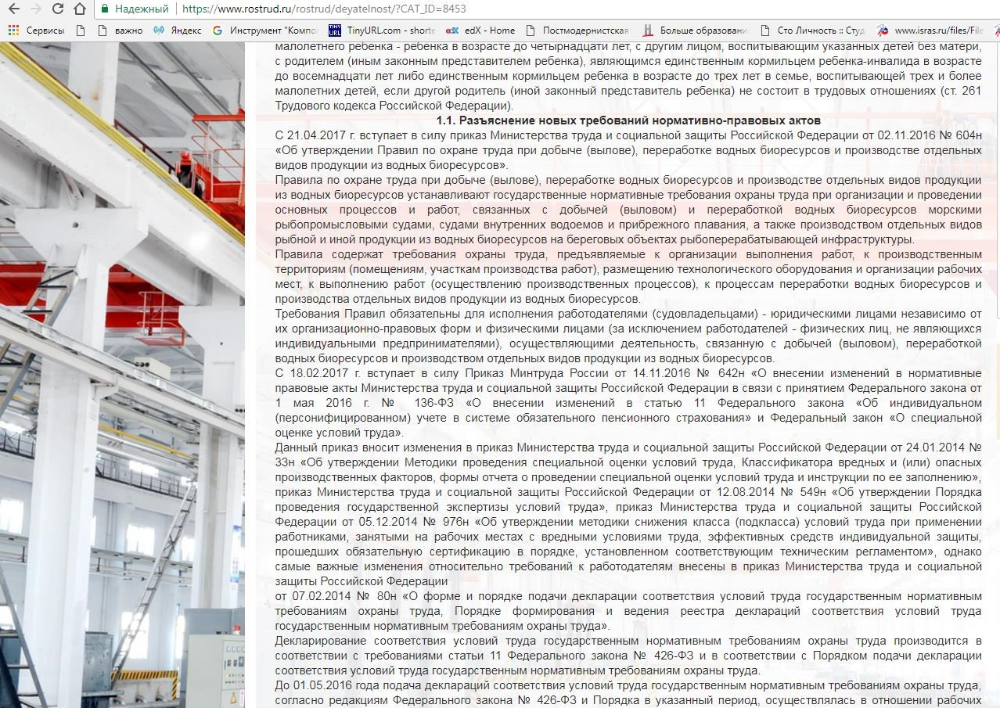 Надежный https://www.rostrud.ru/rostrud/deyatelnost/?CAT_ID=8453
Сервисы важно Яндекс Инструмент "Компо TinyURL.com - shorte edX - Home Постмодернистская Больше образовани Сто Личность :: Студ www.isras.ru/files/File
малолетнего ребенка - ребенка в возрасте до четырнадцати лет, с другим лицом, воспитывающим указанных детей без матери,
с родителем (иным законным представителем ребенка), являющимся единственным кормильцем ребенка-инвалида в возрасте
до восемнадцати лет либо единственным кормильцем ребенка в возрасте до трех лет в семье, воспитывающей трех и более
малолетних детей, если другой родитель (иной законный представитель ребенка) не состоит в трудовых отношениях (ст. 261
Трудового кодекса Российской Федерации).
1.1. Разъяснение новых требований нормативно-правовых актов
С 21.04.2017 г. вступает в силу приказ Министерства труда и социальной защиты Российской Федерации от 02.11.2016 № 604н
«Об утверждении Правил по охране труда при добыче (вылове), переработке водных биоресурсов и производстве отдельных
видов продукции из водных биоресурсов».
Правила по охране труда при добыче (вылове), переработке водных биоресурсов и производстве отдельных видов продукции
из водных биоресурсов устанавливают государственные нормативные требования охраны труда при организации и проведении
основных процессов и работ, связанных с добычей (выловом) и переработкой водных биоресурсов морскими
рыбопромысловыми судами, судами внутренних водоемов и прибрежного плавания, а также производством отдельных видов
рыбной и иной продукции из водных биоресурсов на береговых объектах рыбоперерабатывающей инфраструктуры.
Правила содержат требования охраны труда, предъявляемые к организации выполнения работ, к производственным
территориям (помещениям, участкам производства работ), размещению технологического оборудования и организации рабочих
мест, к выполнению работ (осуществлению производственных процессов), к процессам переработки водных биоресурсов и
производства отдельных видов продукции из водных биоресурсов.
Требования Правил обязательны для исполнения работодателями (судовладельцами) - юридическими лицами независимо от
их организационно-правовых форм и физическими лицами (за исключением работодателей - физических лиц, не являющихся
индивидуальными предпринимателями), осуществляющими деятельность, связанную с добычей (выловом), переработкой
водных биоресурсов и производством отдельных видов продукции из водных биоресурсов.
С 18.02.2017 г. вступает в силу Приказ Минтруда России от 14.11.2016 № 642н «О внесении изменений в нормативные
правовые акты Министерства труда и социальной защиты Российской Федерации в связи с принятием Федерального закона от
1 мая 2016 г. № 136-ФЗ «О внесении изменений в статью 11 Федерального закона «Об индивидуальном
(персонифицированном) учете в системе обязательного пенсионного страхования» и Федеральный закон «О специальной
оценке условий труда».
Данный приказ вносит изменения в приказ Министерства труда и социальной защиты Российской Федерации от 24.01.2014 №
33н «Об утверждении Методики проведения специальной оценки условий труда, Классификатора вредных и (или) опасных
производственных факторов, формы отчета о проведении специальной оценки условий труда и инструкции по ее заполнению»,
приказ Министерства труда и социальной защиты Российской Федерации от 12.08.2014 № 549н «Об утверждении Порядка
проведения государственной экспертизы условий труда», приказ Министерства труда и социальной защиты Российской
Федерации от 05.12.2014 № 976н «Об утверждении методики снижения класса (подкласса) условий труда при применении
работниками, занятыми на рабочих местах с вредными условиями труда, эффективных средств индивидуальной защиты,
прошедших обязательную сертификацию в порядке, установленном соответствующим техническим регламентом», однако
самые важные изменения относительно требований к работодателям внесены в приказ Министерства труда и социальной
защиты Российской Федерации
от 07.02.2014 № 80н «О форме и порядке подачи декларации соответствия условий труда государственным нормативным
требованиям охраны труда, Порядке формирования и ведения реестра деклараций соответствия условий труда
государственным нормативным требованиям охраны труда».
Декларирование соответствия условий труда государственным нормативным требованиям охраны труда производится в
соответствии с требованиями статьи 11 Федерального закона № 426-ФЗ и в соответствии с Порядком подачи декларации
соответствия условий труда государственным нормативным требованиям охраны труда.
До 01.05.2016 года подача деклараций соответствия условий труда государственным нормативным требованиям охраны труда,
согласно редакциям Федерального закона № 426-ФЗ и Порядка в указанный период, осуществлялась в отношении рабочих